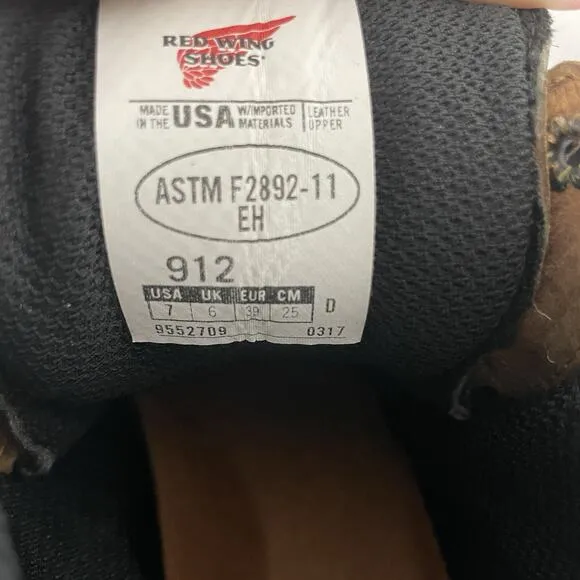 RED WING
SHOES
MADE IN THE USA W/IMPORTED MATERIALS LEATHER UPPER
ASTM F2892-11
EH
912
USA UK EUR CM
7 6 39 25 D
9552709 0317